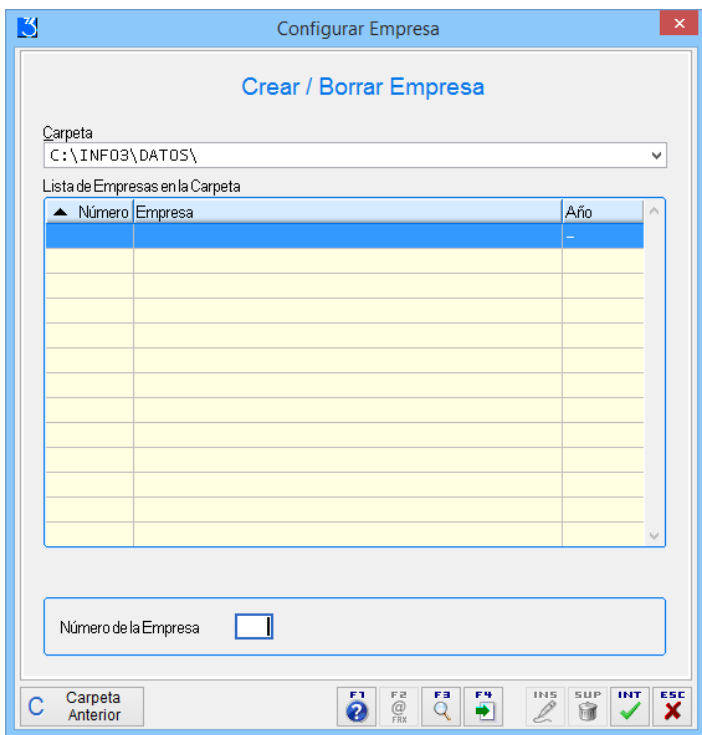 3
Configurar Empresa
×
Crear / Borrar Empresa
Carpeta
C:\INFO3\DATOS\
Lista de Empresas en la Carpeta
Número Empresa Año
–
Número de la Empresa
C Carpeta Anterior
F1 F2 F3 F4 INS SUP INT ESC
? @ FRX